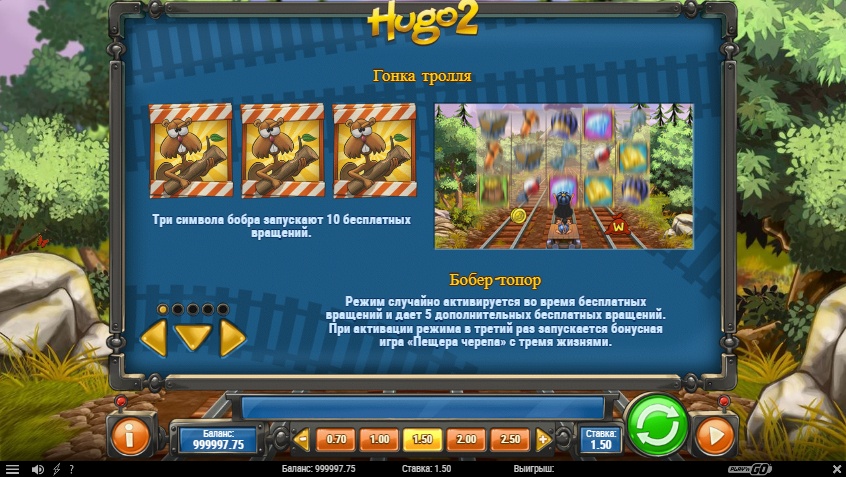 Hugo2
Гонка тролля
Три символа бобра запускают 10 бесплатных
вращений.
W
Бобер-топор
Режим случайно активируется во время бесплатных
вращений и дает 5 дополнительных бесплатных вращений.
При активации режима в третий раз запускается бонусная
игра «Пещера черепа» с тремя жизнями.
Баланс:
999997.75
0.70
1.00
1.50
2.00
2.50
Ставка:
1.50
?
Баланс: 999997.75
Ставка: 1.50
Выигрыш:
PLAY'N GO